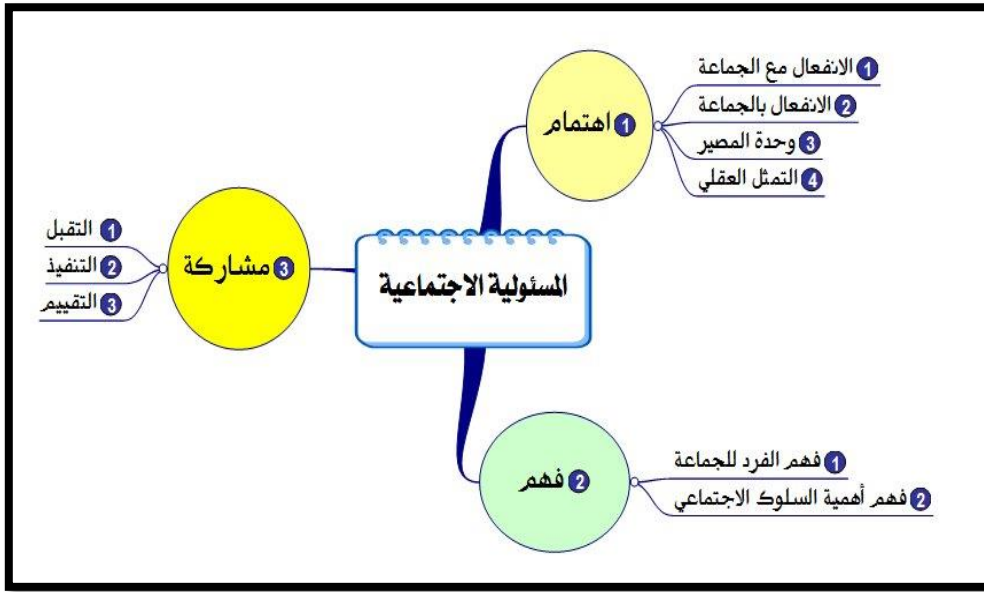 المسئولية الاجتماعية
1 اهتمام
1 الانفعال مع الجماعة
2 الانفعال بالجماعة
3 وحدة المصير
4 التمثل العقلي
2 فهم
1 فهم الفرد للجماعة
2 فهم أهمية السلوك الاجتماعي
3 مشاركة
1 التقبل
2 التنفيذ
3 التقييم